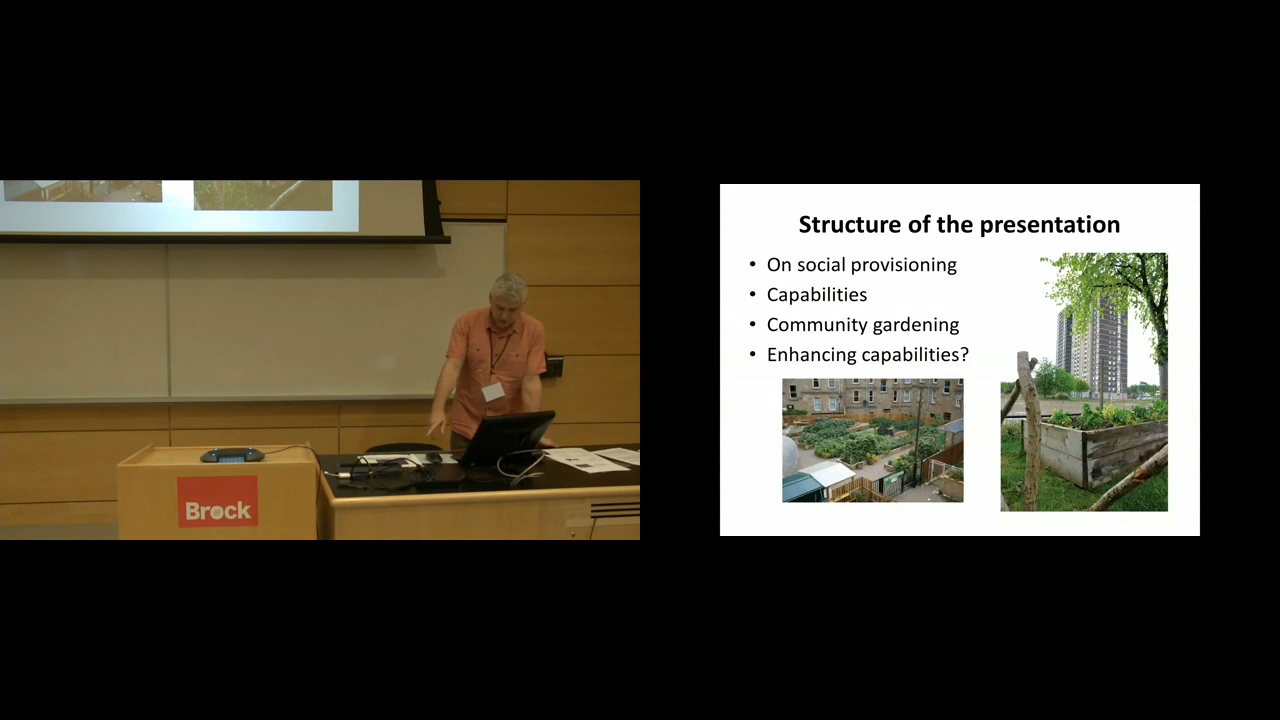 Brock
Structure of the presentation
• On social provisioning
• Capabilities
• Community gardening
• Enhancing capabilities?